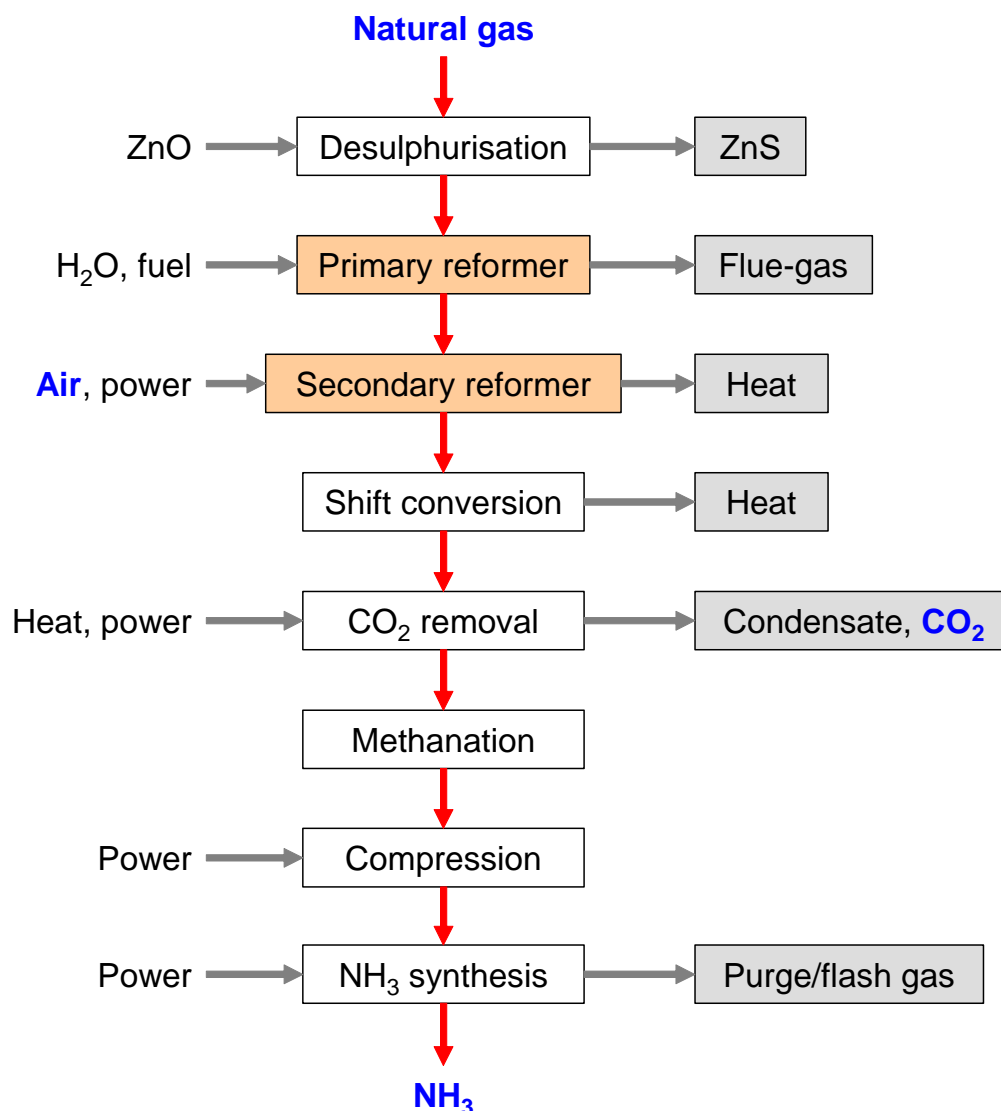 Natural gas
ZnO Desulphurisation ZnS
H₂O, fuel Primary reformer Flue-gas
Air, power Secondary reformer Heat
Shift conversion Heat
Heat, power CO₂ removal Condensate, CO₂
Methanation
Power Compression
Power NH₃ synthesis Purge/flash gas
NH₃